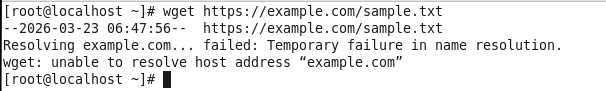 [root@localhost ~]# wget https://example.com/sample.txt
--2026-03-23 06:47:56--  https://example.com/sample.txt
Resolving example.com... failed: Temporary failure in name resolution.
wget: unable to resolve host address “example.com”
[root@localhost ~]#